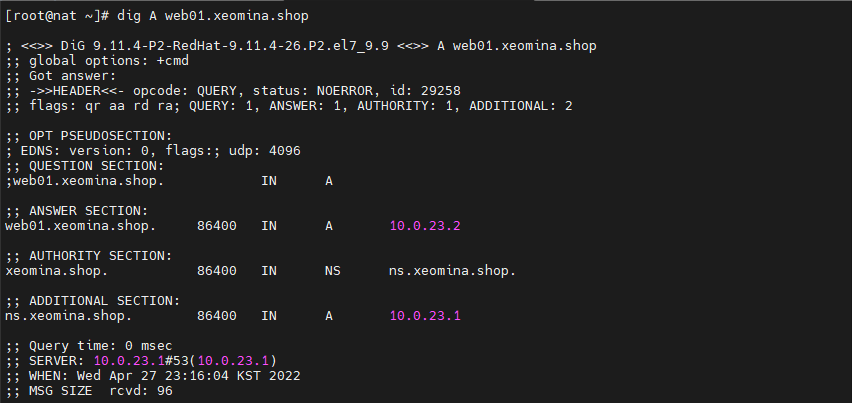 [root@nat ~]# dig A web01.xeomina.shop
; <<>> DiG 9.11.4-P2-RedHat-9.11.4-26.P2.el7_9.9 <<>> A web01.xeomina.shop
;; global options: +cmd
;; Got answer:
;; ->>HEADER<<- opcode: QUERY, status: NOERROR, id: 29258
;; flags: qr aa rd ra; QUERY: 1, ANSWER: 1, AUTHORITY: 1, ADDITIONAL: 2
;; OPT PSEUDOSECTION:
; EDNS: version: 0, flags:; udp: 4096
;; QUESTION SECTION:
;web01.xeomina.shop. IN A
;; ANSWER SECTION:
web01.xeomina.shop. 86400 IN A 10.0.23.2
;; AUTHORITY SECTION:
xeomina.shop. 86400 IN NS ns.xeomina.shop.
;; ADDITIONAL SECTION:
ns.xeomina.shop. 86400 IN A 10.0.23.1
;; Query time: 0 msec
;; SERVER: 10.0.23.1#53(10.0.23.1)
;; WHEN: Wed Apr 27 23:16:04 KST 2022
;; MSG SIZE rcvd: 96